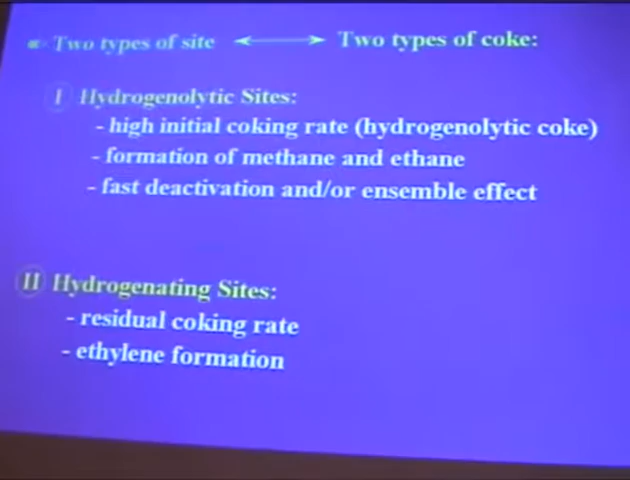 Two types of site ⟷ Two types of coke:
I Hydrogenolytic Sites:
- high initial coking rate (hydrogenolytic coke)
- formation of methane and ethane
- fast deactivation and/or ensemble effect
II Hydrogenating Sites:
- residual coking rate
- ethylene formation